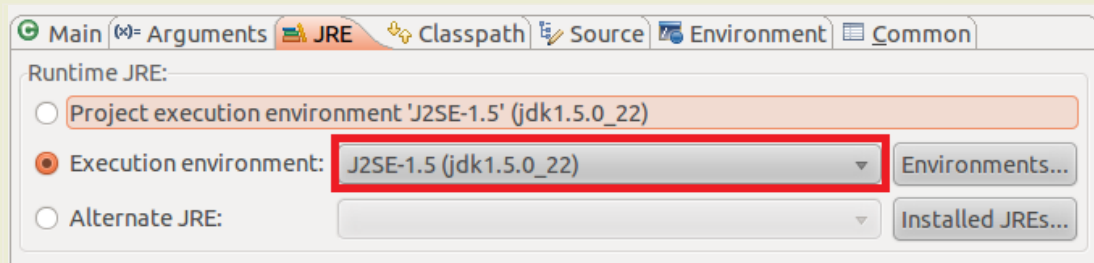 Main (x)= Arguments JRE Classpath Source Environment Common
Runtime JRE:
Project execution environment 'J2SE-1.5' (jdk1.5.0_22)
Execution environment: J2SE-1.5 (jdk1.5.0_22) Environments...
Alternate JRE: Installed JREs...